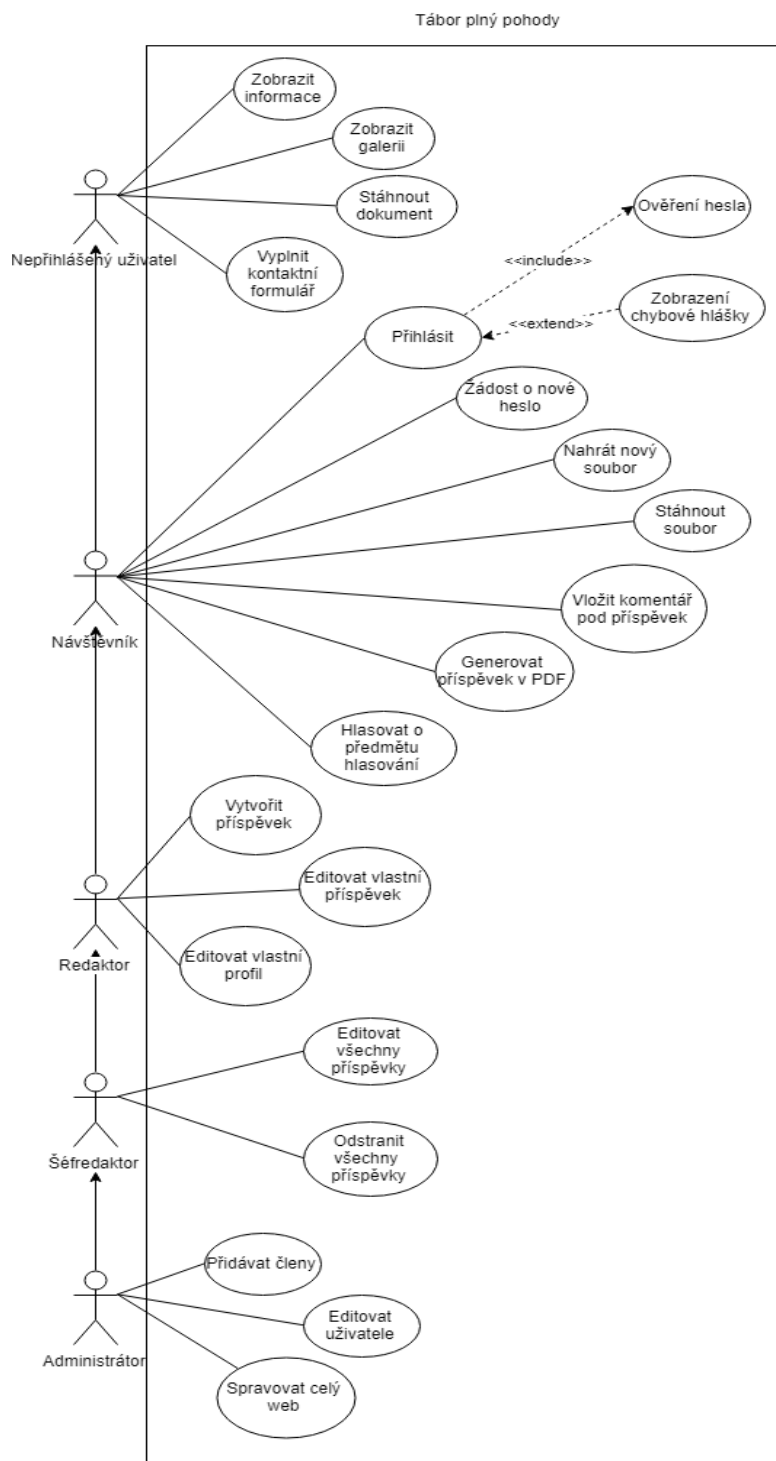 Tábor plný pohody
Zobrazit
informace
Zobrazit
galerii
Stáhnout
dokument
Ověření hesla
Nepřihlášený uživatel
Vyplnit
kontaktní
formulář
<<include>>
Zobrazení
chybové hlášky
<<extend>>
Přihlásit
Žádost o nové
heslo
Nahrát nový
soubor
Stáhnout
soubor
Vložit komentář
pod příspěvek
Návštěvník
Generovat
příspěvek v PDF
Hlasovat o
předmětu
hlasování
Vytvořit
příspěvek
Editovat vlastní
příspěvek
Editovat vlastní
profil
Redaktor
Editovat
všechny
příspěvky
Odstranit
všechny
příspěvky
Šéfredaktor
Přidávat členy
Editovat
uživatele
Administrátor
Spravovat celý
web